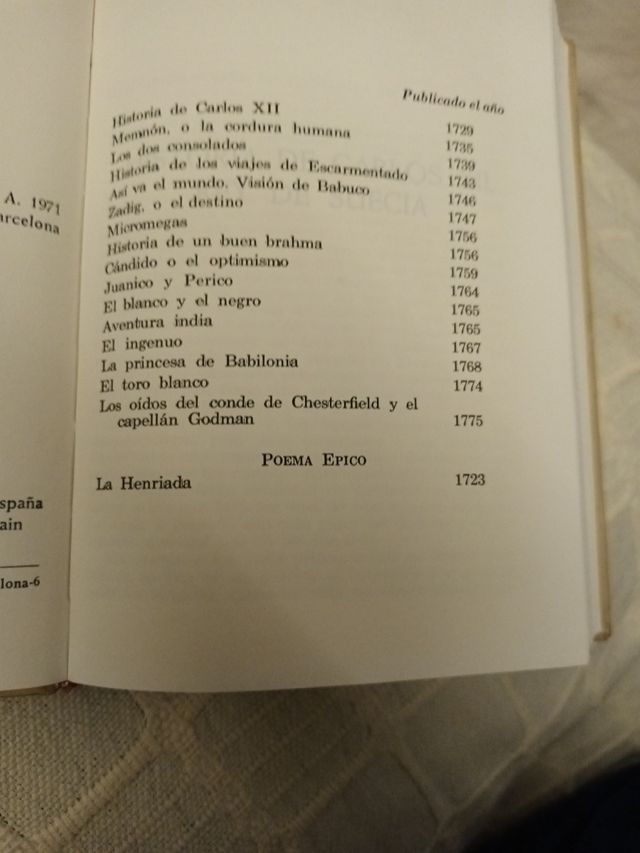 A. 1971
arcelona
spaña
ain
lona-6
Publicado el año
Historia de Carlos XII 1729
Memnón, o la cordura humana 1735
Los dos consolados 1739
Historia de los viajes de Escarmentado 1743
Así va el mundo. Visión de Babuco 1746
Zadig, o el destino 1747
Micromegas 1756
Historia de un buen brahma 1756
Cándido o el optimismo 1759
Juanico y Perico 1764
El blanco y el negro 1765
Aventura india 1765
El ingenuo 1767
La princesa de Babilonia 1768
El toro blanco 1774
Los oídos del conde de Chesterfield y el
capellán Godman 1775
POEMA EPICO
La Henriada 1723